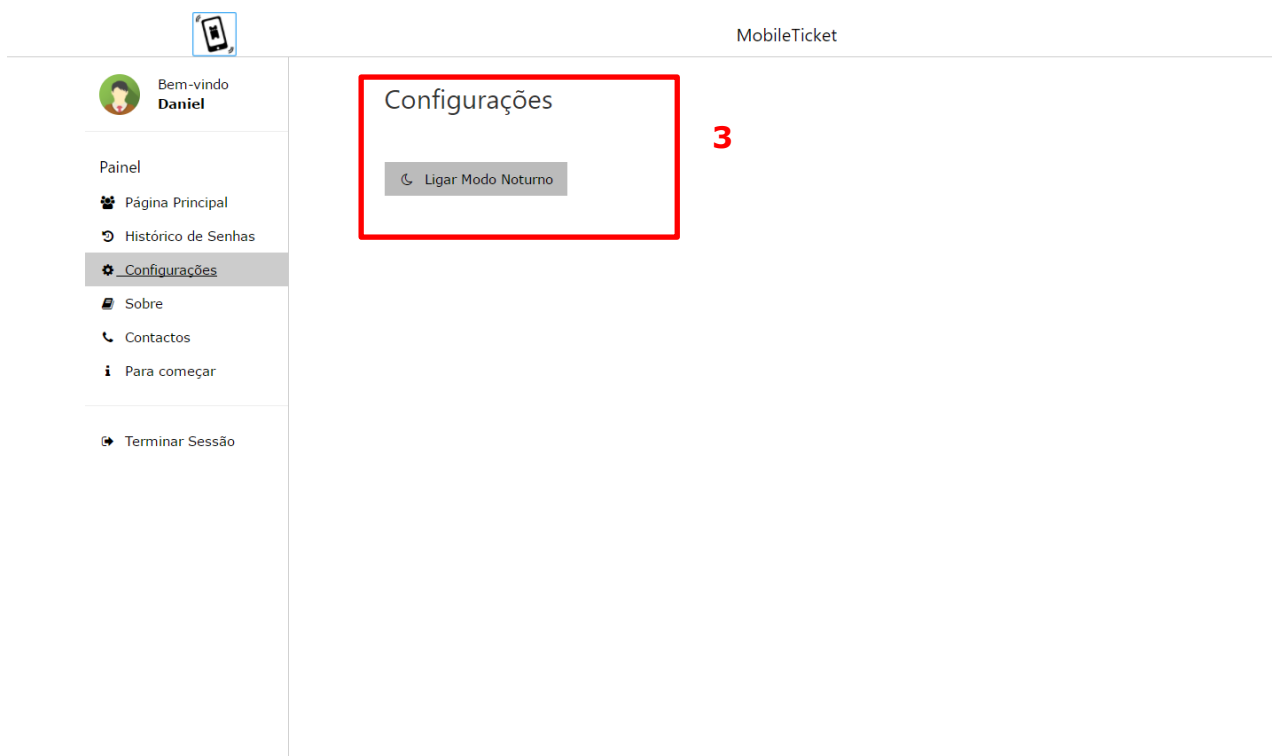 MobileTicket
Bem-vindo
Daniel
Painel
Página Principal
Histórico de Senhas
Configurações
Sobre
Contactos
Para começar
Terminar Sessão
Configurações
Ligar Modo Noturno
3